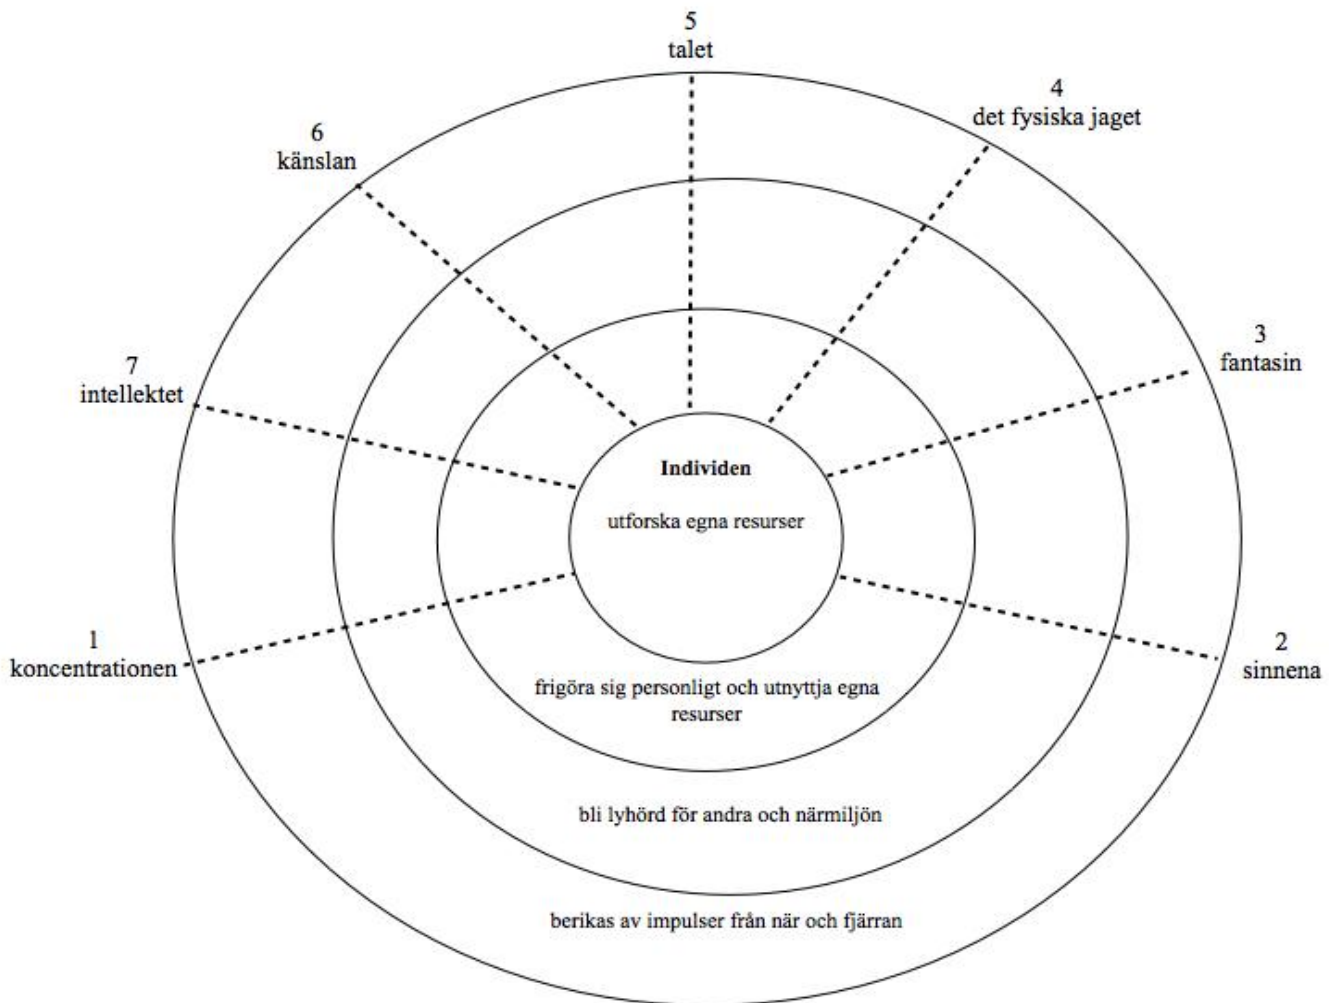 5
talet
4
det fysiska jaget
6
känslan
3
fantasin
7
intellektet
Individen
utforska egna resurser
1
koncentrationen
2
sinnena
frigöra sig personligt och utnyttja egna
resurser
bli lyhörd för andra och närmiljön
berikas av impulser från när och fjärran